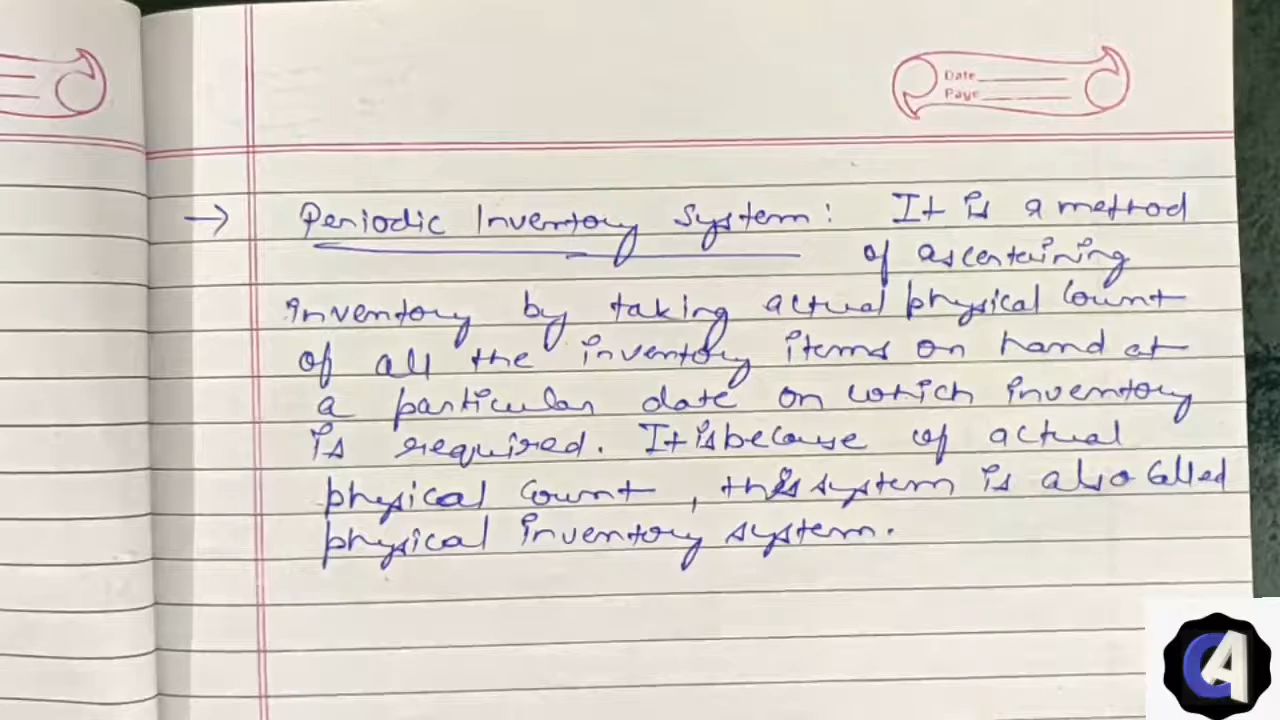 Date
Page
→ Periodic Inventory System: It is a method
of ascertaining
inventory by taking actual physical count
of all the inventory items on hand at
a particular date on which inventory
is required. It is because of actual
physical count, this system is also called
physical inventory system.
CA